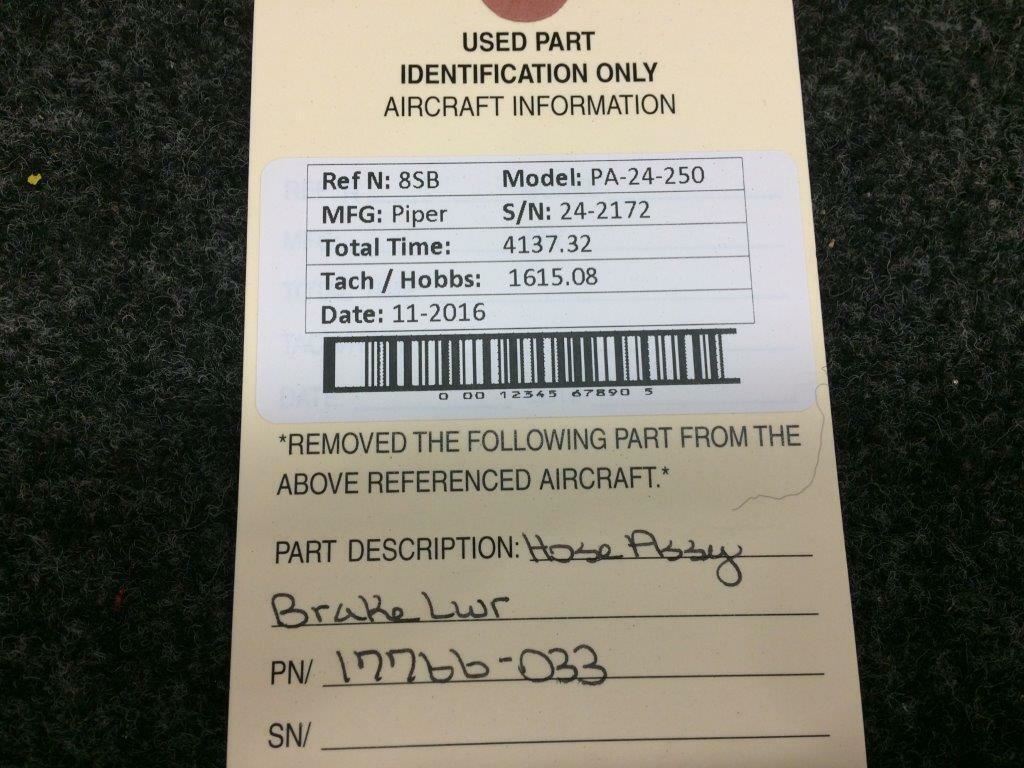 USED PART
IDENTIFICATION ONLY
AIRCRAFT INFORMATION
Ref N: 8SB Model: PA-24-250
MFG: Piper S/N: 24-2172
Total Time: 4137.32
Tach / Hobbs: 1615.08
Date: 11-2016
0 00 12345 67890 5
*REMOVED THE FOLLOWING PART FROM THE
ABOVE REFERENCED AIRCRAFT.*
PART DESCRIPTION: Hose Assy
Brake Lwr
PN/ 17766-033
SN/